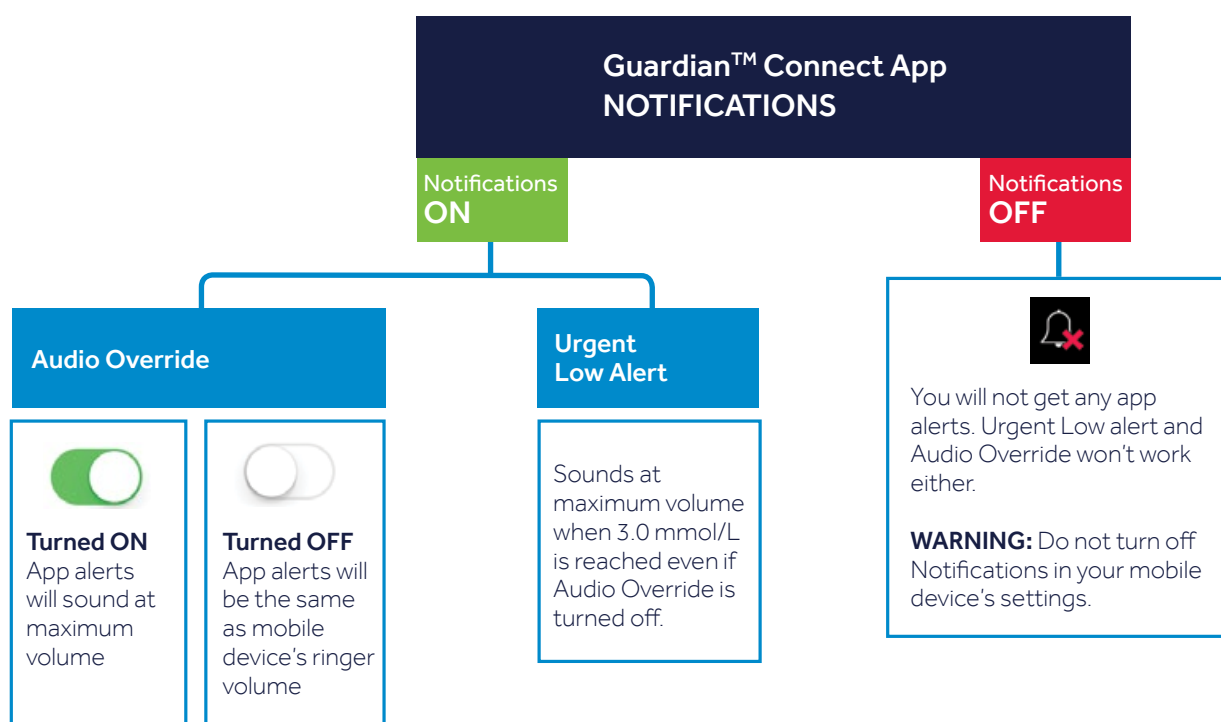 Guardian™ Connect App
NOTIFICATIONS
Notifications
ON
Notifications
OFF
Audio Override
Turned ON
App alerts
will sound at
maximum
volume
Turned OFF
App alerts will
be the same
as mobile
device's ringer
volume
Urgent
Low Alert
Sounds at
maximum volume
when 3.0 mmol/L
is reached even if
Audio Override is
turned off.
You will not get any app
alerts. Urgent Low alert and
Audio Override won't work
either.
WARNING: Do not turn off
Notifications in your mobile
device's settings.